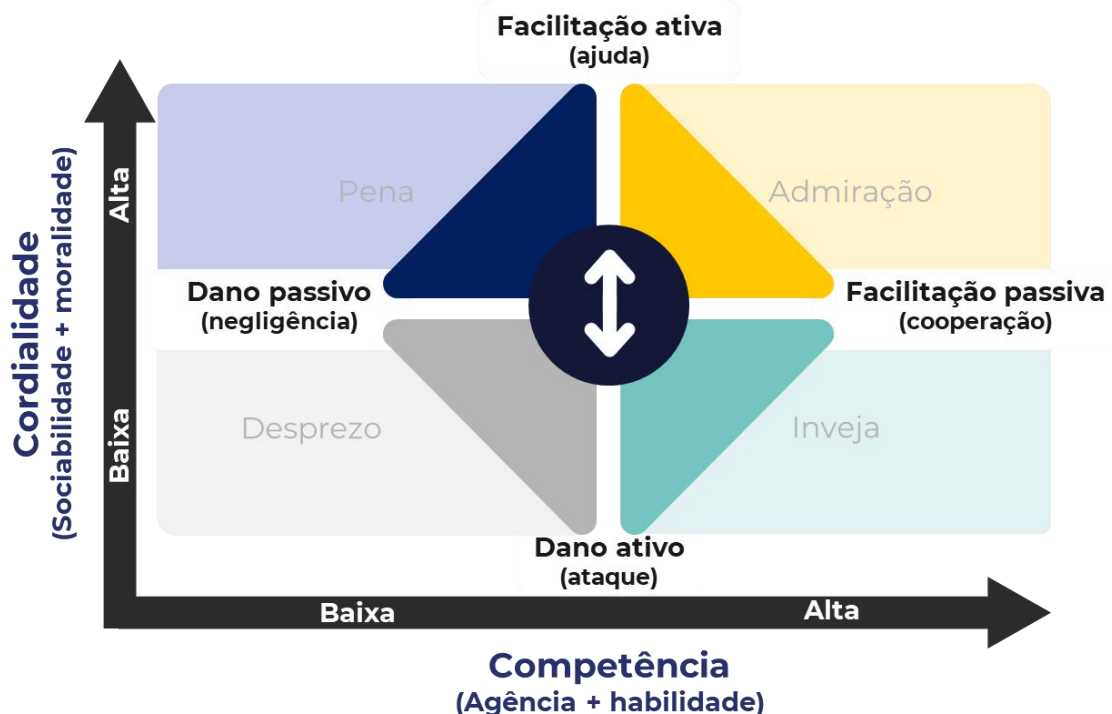 Facilitação ativa
(ajuda)
Cordialidade
(Sociabilidade + moralidade)
Alta
Baixa
Pena
Admiração
Dano passivo
(negligência)
Facilitação passiva
(cooperação)
Desprezo
Inveja
Dano ativo
(ataque)
Baixa
Alta
Competência
(Agência + habilidade)